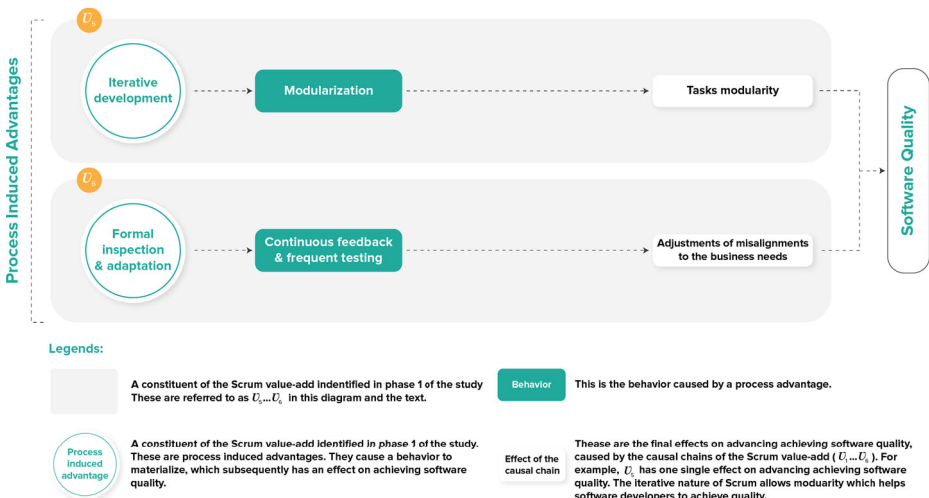 Process Induced Advantages
U5
Iterative
development
Modularization
Tasks modularity
U6
Formal
inspection
& adaptation
Continuous feedback
& frequent testing
Adjustments of misalignments
to the business needs
Software Quality
Legends:
A constituent of the Scrum value-add indentified in phase 1 of the study
These are referred to as U5...U6 in this diagram and the text.
Behavior
This is the behavior caused by a process advantage.
Process
induced
advantage
A constituent of the Scrum value-add identified in phase 1 of the study.
These are process induced advantages. They cause a behavior to
materialize, which subsequently has an effect on achieving software
quality.
Effect of the
causal chain
Thease are the final effects on advancing achieving software quality,
caused by the causal chains of the Scrum value-add ( U1...U6 ). For
example, U5 has one single effect on advancing achieving software
quality. The iterative nature of Scrum allows moduarity which helps
software developers to achieve quality.